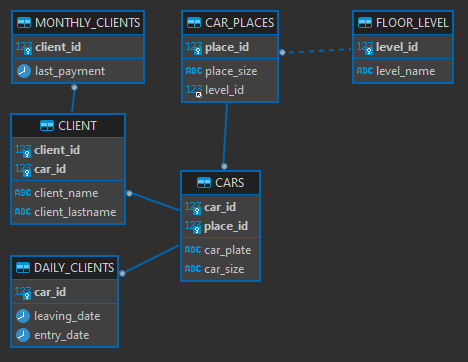 MONTHLY_CLIENTS
123 client_id
last_payment
CAR_PLACES
123 place_id
ABC place_size
123 level_id
FLOOR_LEVEL
123 level_id
ABC level_name
CLIENT
123 client_id
123 car_id
ABC client_name
ABC client_lastname
CARS
123 car_id
123 place_id
ABC car_plate
ABC car_size
DAILY_CLIENTS
123 car_id
leaving_date
entry_date